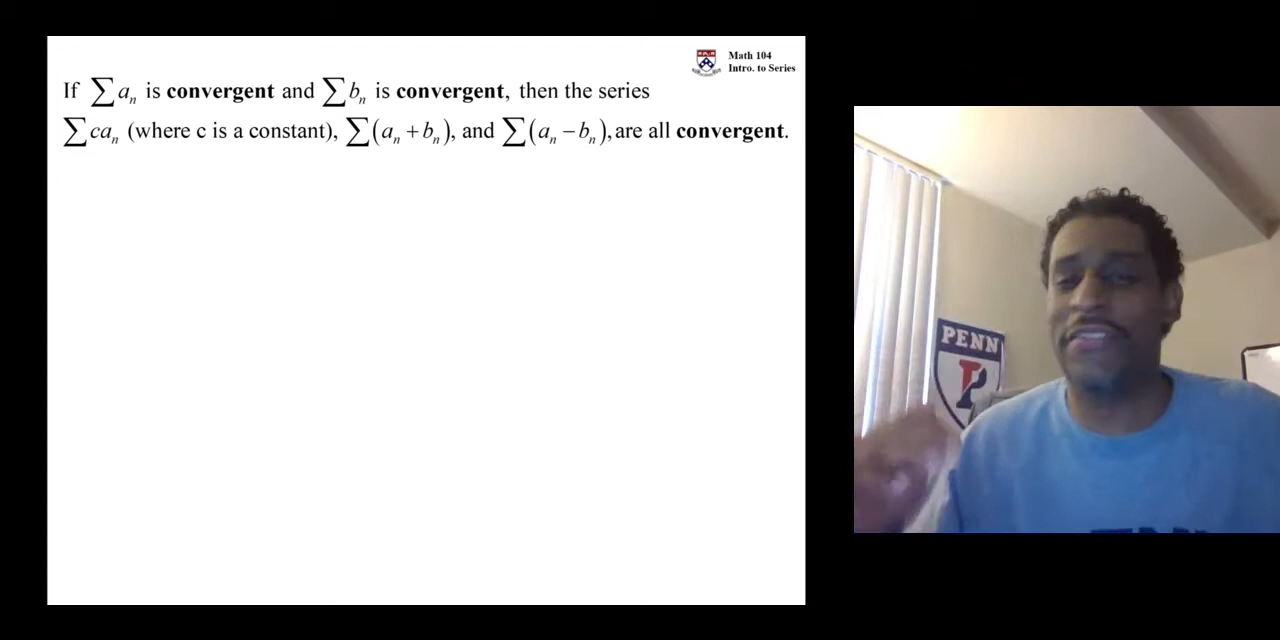 Math 104
Intro. to Series
If ∑aₙ is convergent and ∑bₙ is convergent, then the series
∑caₙ (where c is a constant), ∑(aₙ + bₙ), and ∑(aₙ − bₙ), are all convergent.
PENN
P